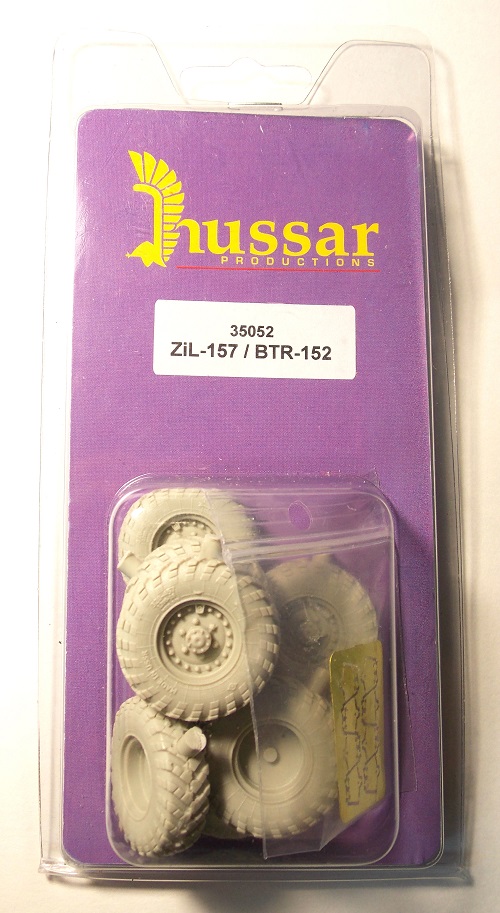 hussar
PRODUCTIONS
35052
ZiL-157 / BTR-152